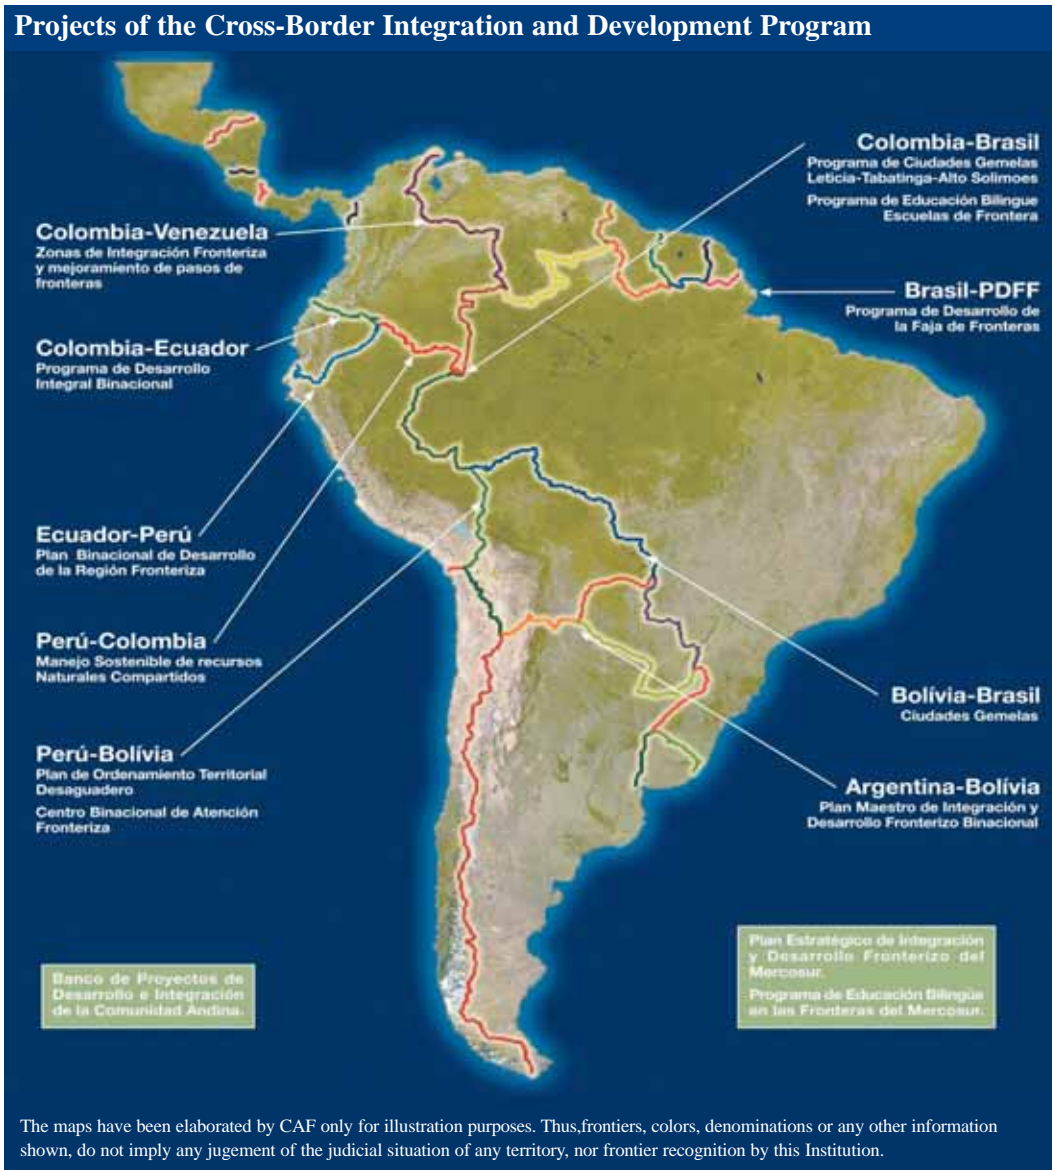 Projects of the Cross-Border Integration and Development Program
Colombia-Brasil
Programa de Ciudades Gemelas
Leticia-Tabatinga-Alto Solimoes
Programa de Educación Bilingue
Escuelas de Frontera
Colombia-Venezuela
Zonas de Integración Fronteriza
y mejoramiento de pasos de
fronteras
Brasil-PDFF
Programa de Desarrollo de
la Faja de Fronteras
Colombia-Ecuador
Programa de Desarrollo
Integral Binacional
Ecuador-Perú
Plan Binacional de Desarrollo
de la Región Fronteriza
Perú-Colombia
Manejo Sostenible de recursos
Naturales Compartidos
Bolívia-Brasil
Ciudades Gemelas
Perú-Bolívia
Plan de Ordenamiento Territorial
Desaguadero
Centro Binacional de Atención
Fronteriza
Argentina-Bolívia
Plan Maestro de Integración y
Desarrollo Fronterizo Binacional
Banco de Proyectos de
Desarrollo e Integración
de la Comunidad Andina.
Plan Estratégico de Integración
y Desarrollo Fronterizo del
Mercosur.
Programa de Educación Bilingüe
en las Fronteras del Mercosur.
The maps have been elaborated by CAF only for illustration purposes. Thus,frontiers, colors, denominations or any other information
shown, do not imply any jugement of the judicial situation of any territory, nor frontier recognition by this Institution.